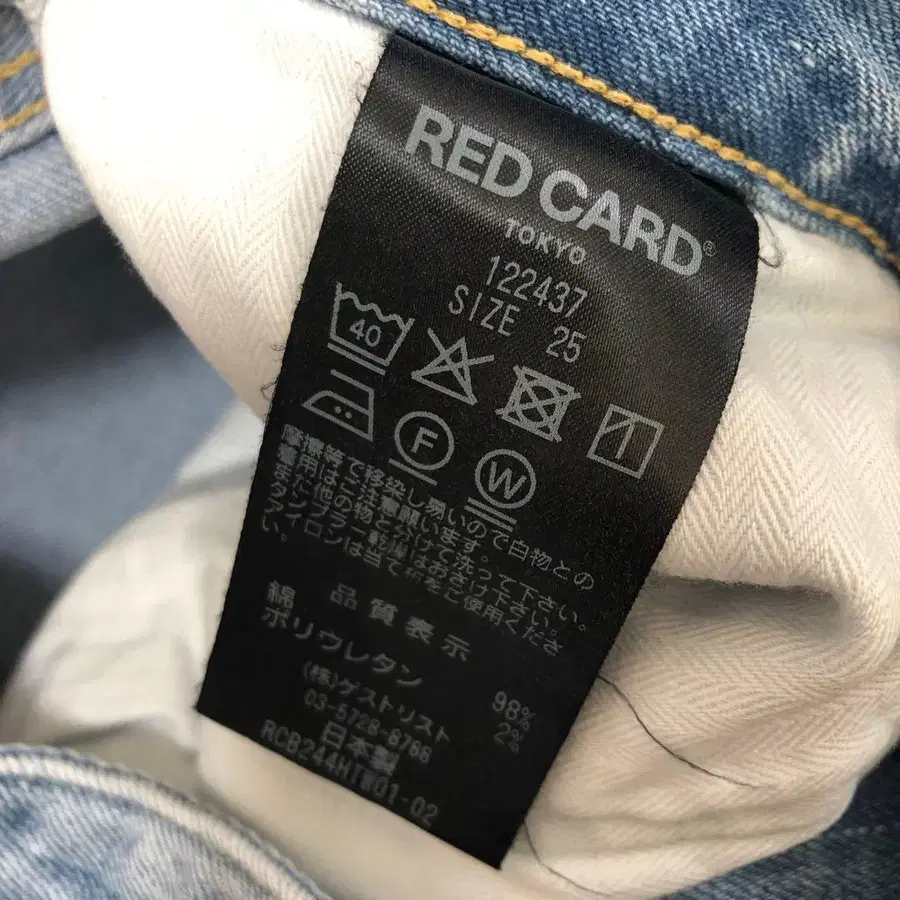 RED CARD®
TOKYO
122437
SIZE 25
40
F
W
摩擦等で移染し易いので白物との
着用はご注意願います。
また他の物と分けて洗って下さい。
タンブラー乾燥はおさけ下さい。
アイロンは当て布をご使用くださ
い。
品質表示
綿 98%
ポリウレタン 2%
(株)ゲストリスト
03-5728-8788
日本製
RCB244HIW01-02